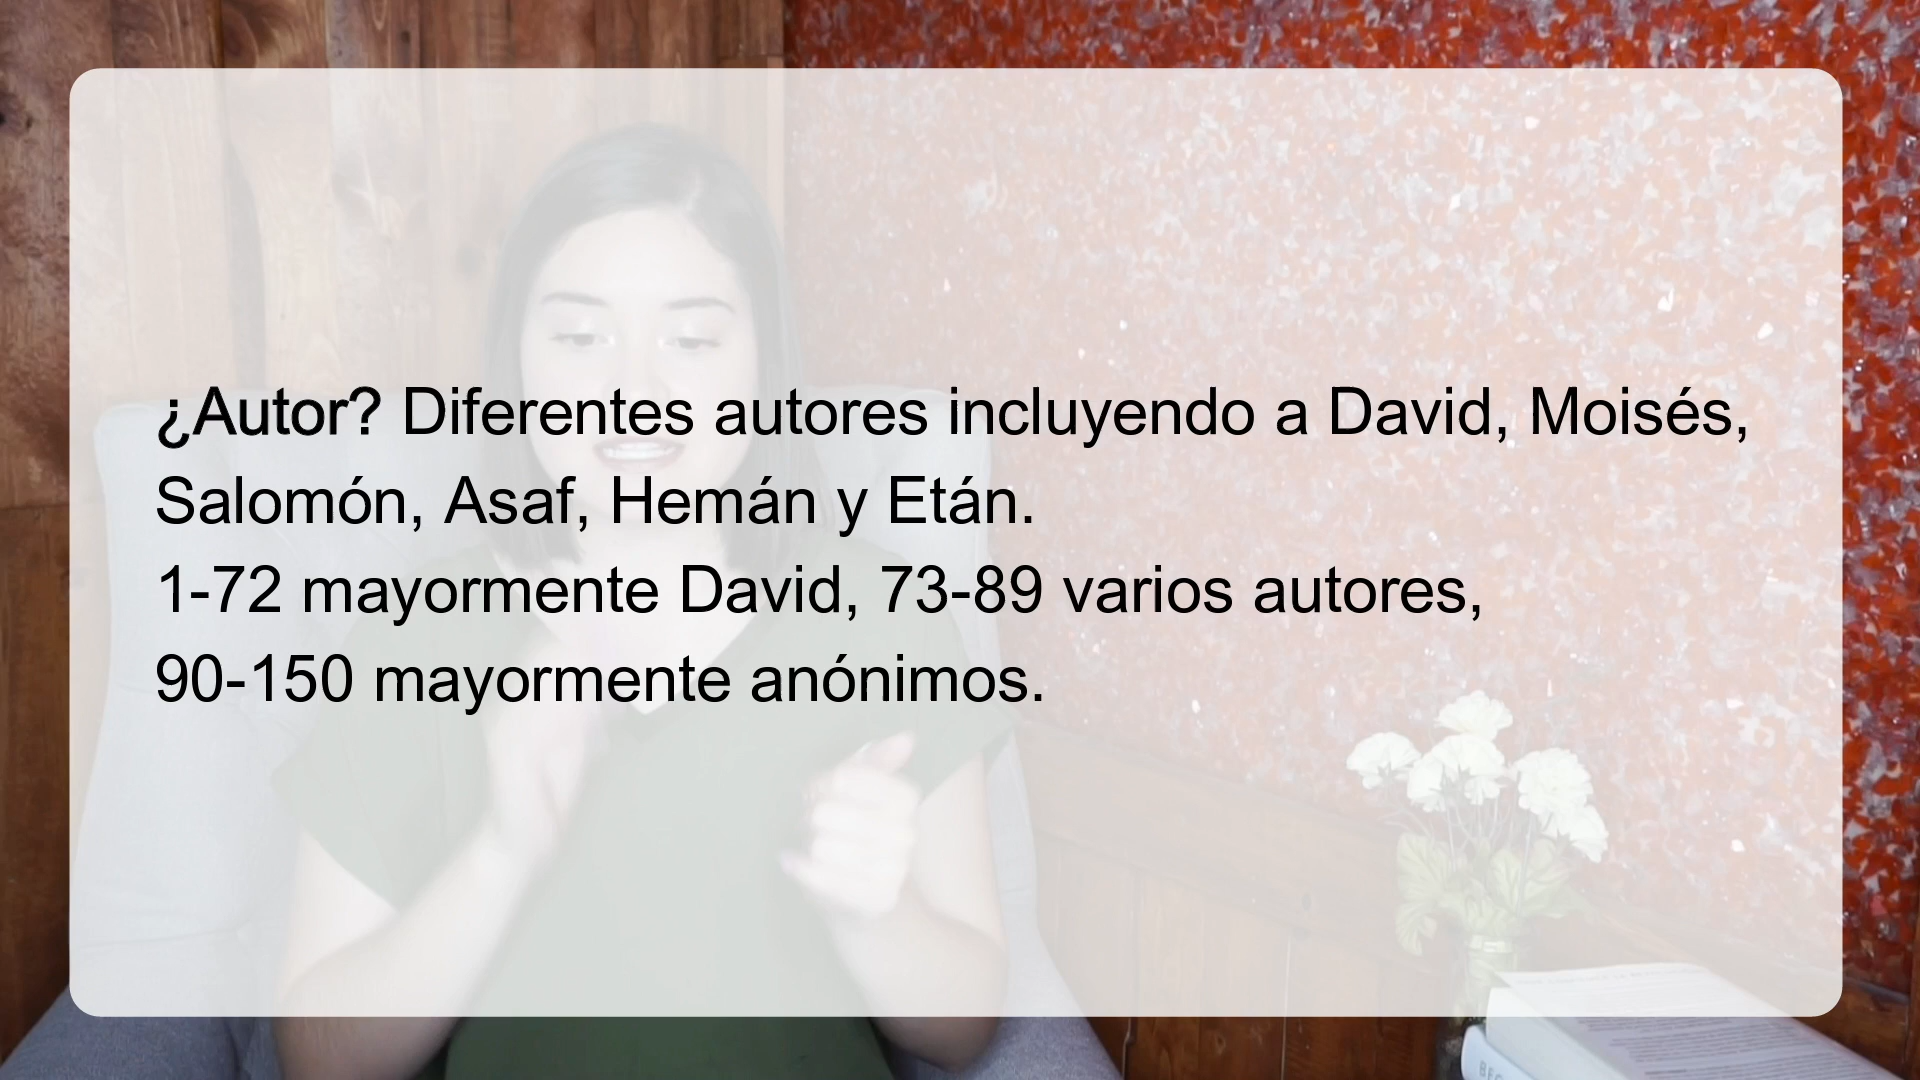 ¿Autor? Diferentes autores incluyendo a David, Moisés,
Salomón, Asaf, Hemán y Etán.
1-72 mayormente David, 73-89 varios autores,
90-150 mayormente anónimos.